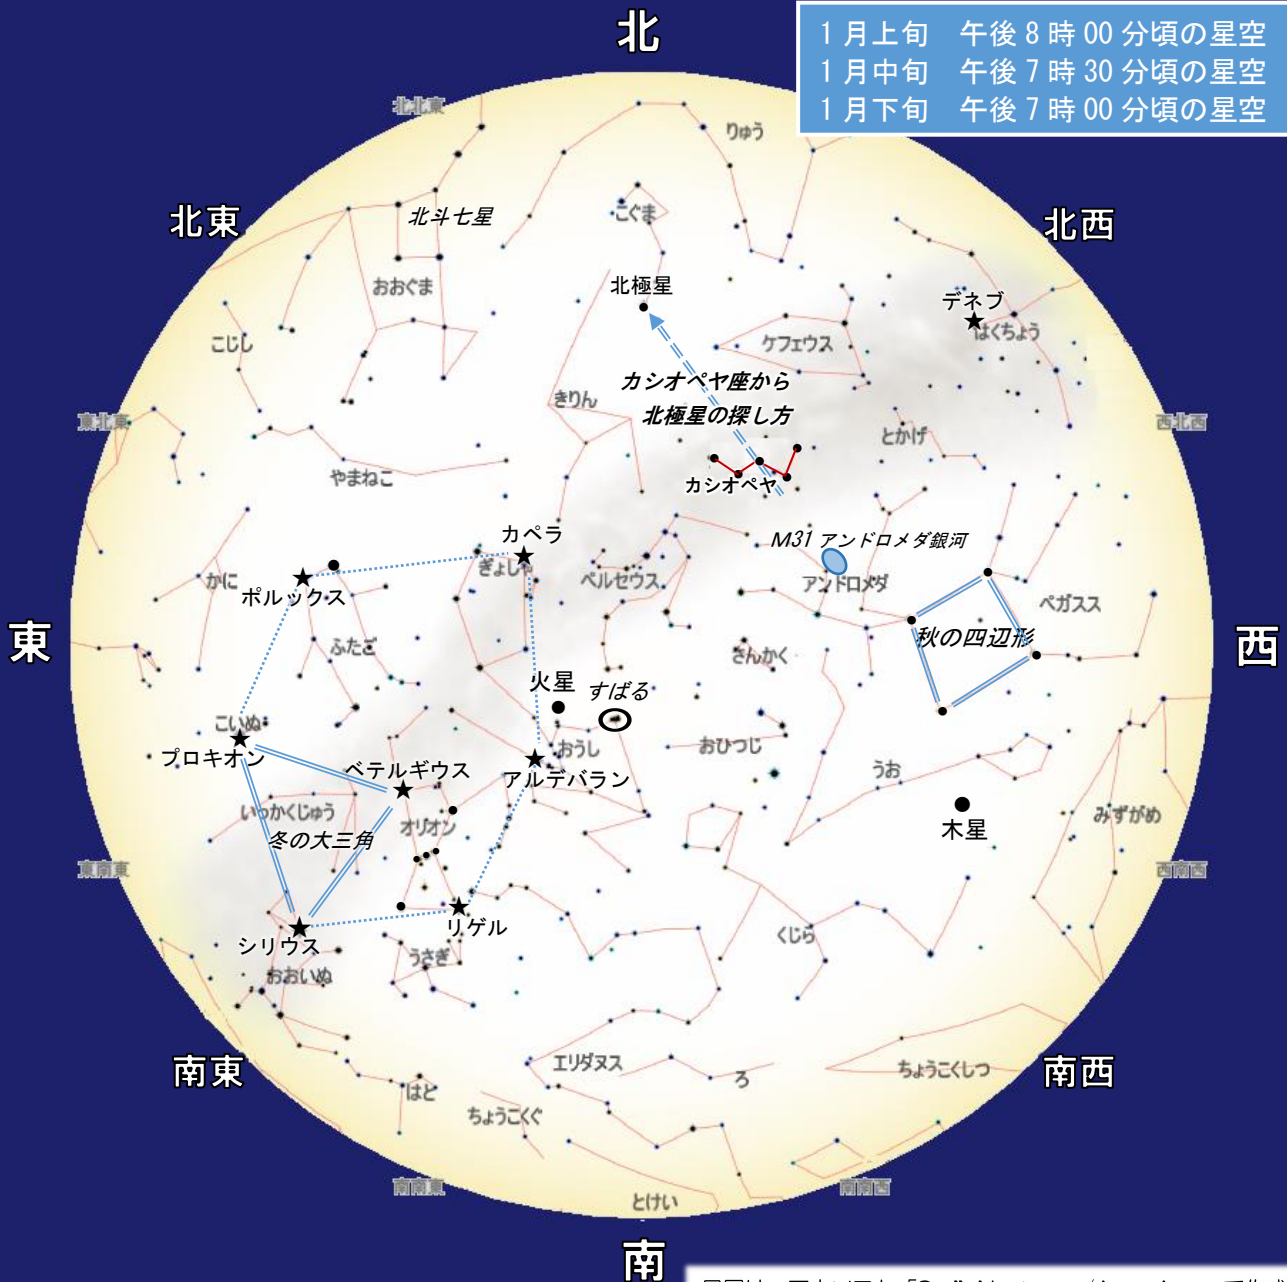 北
1月上旬　午後8時00分頃の星空
1月中旬　午後7時30分頃の星空
1月下旬　午後7時00分頃の星空
北北東
りゅう
北東
北斗七星
こぐま
北西
おおぐま
北極星
デネブ
はくちょう
こじし
ケフェウス
カシオペヤ座から
北極星の探し方
きりん
東北東
西北西
とかげ
やまねこ
カシオペヤ
カペラ
M31 アンドロメダ銀河
ぎょしゃ
かに
ポルックス
ペルセウス
アンドロメダ
ペガスス
東
ふたご
さんかく
秋の四辺形
西
火星
すばる
こいぬ
プロキオン
おうし
おひつじ
ベテルギウス
アルデバラン
うお
いっかくじゅう
オリオン
木星
みずがめ
冬の大三角
東南東
西南西
シリウス
リゲル
くじら
うさぎ
おおいぬ
南東
エリダヌス
ろ
ちょうこくしつ
南西
はと
ちょうこくぐ
南南東
とけい
南南西
南